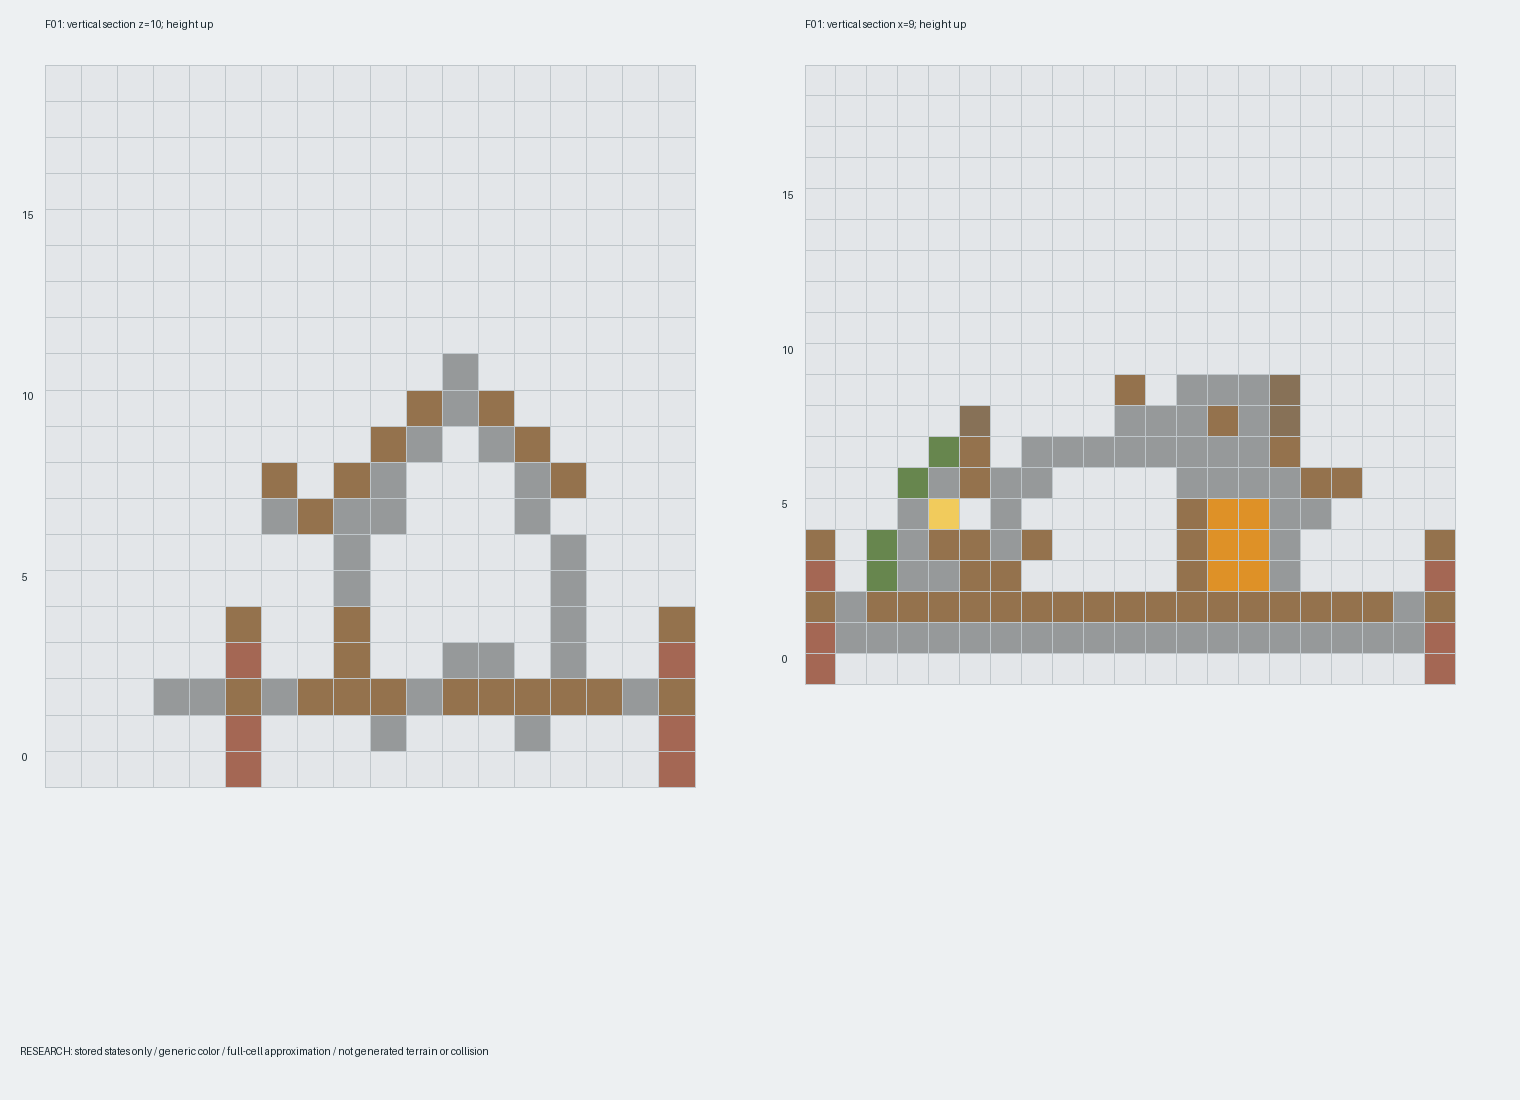 F01: vertical section z=10; height up
F01: vertical section x=9; height up
15
10
5
0
15
10
5
0
RESEARCH: stored states only / generic color / full-cell approximation / not generated terrain or collision